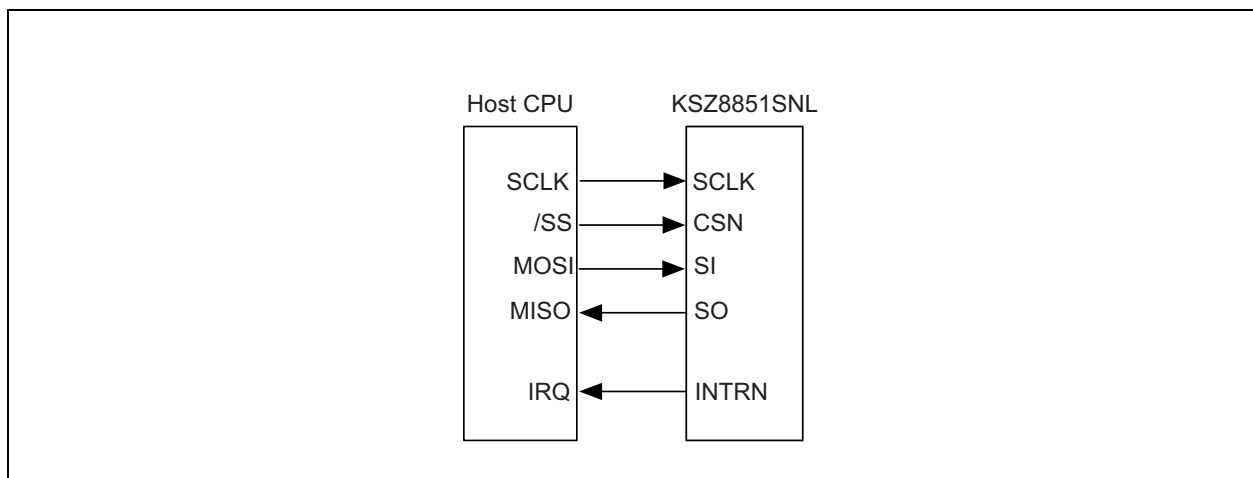 Host CPU KSZ8851SNL
SCLK SCLK
/SS CSN
MOSI SI
MISO SO
IRQ INTRN